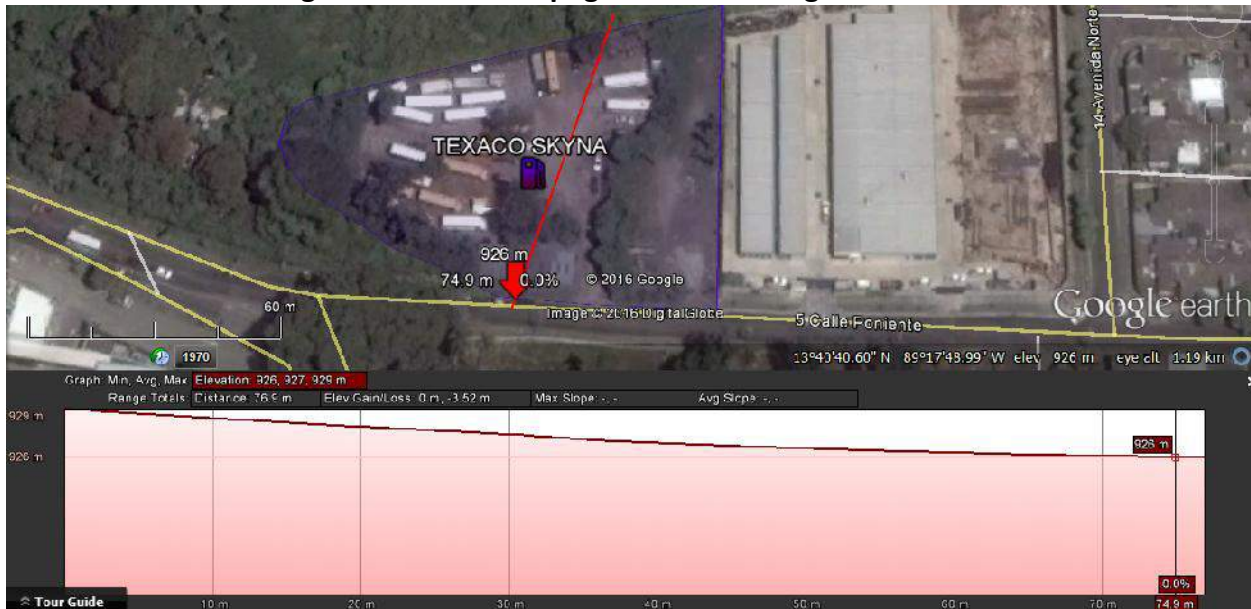 TEXACO SKYNA
14 Avenida Norte
926 m
74.9 m 0.0%
© 2016 Google
Image © 2016 DigitalGlobe
60 m
5 Calle Poniente
Google earth
1970
13°40'40.60" N 89°17'48.99" W elev 926 m eye alt 1.19 km
Graph: Min, Avg, Max Elevation: 926, 927, 929 m
Range Totals: Distance: 76.9 m Elev Gain/Loss: 0 m, -3.52 m Max Slope: -, - Avg Slope: -, -
929 m
926 m
926 m
0.0%
Tour Guide
10 m 20 m 30 m 40 m 50 m 60 m 70 m 74.9 m